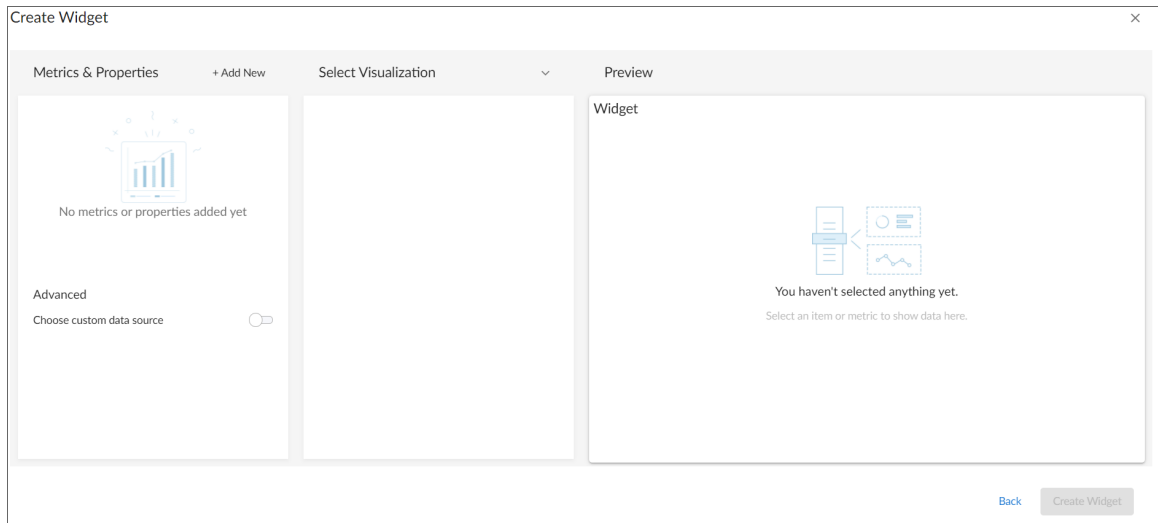 Create Widget
Metrics & Properties
+ Add New
Select Visualization
Preview
No metrics or properties added yet
Advanced
Choose custom data source
Widget
You haven't selected anything yet.
Select an item or metric to show data here.
Back
Create Widget